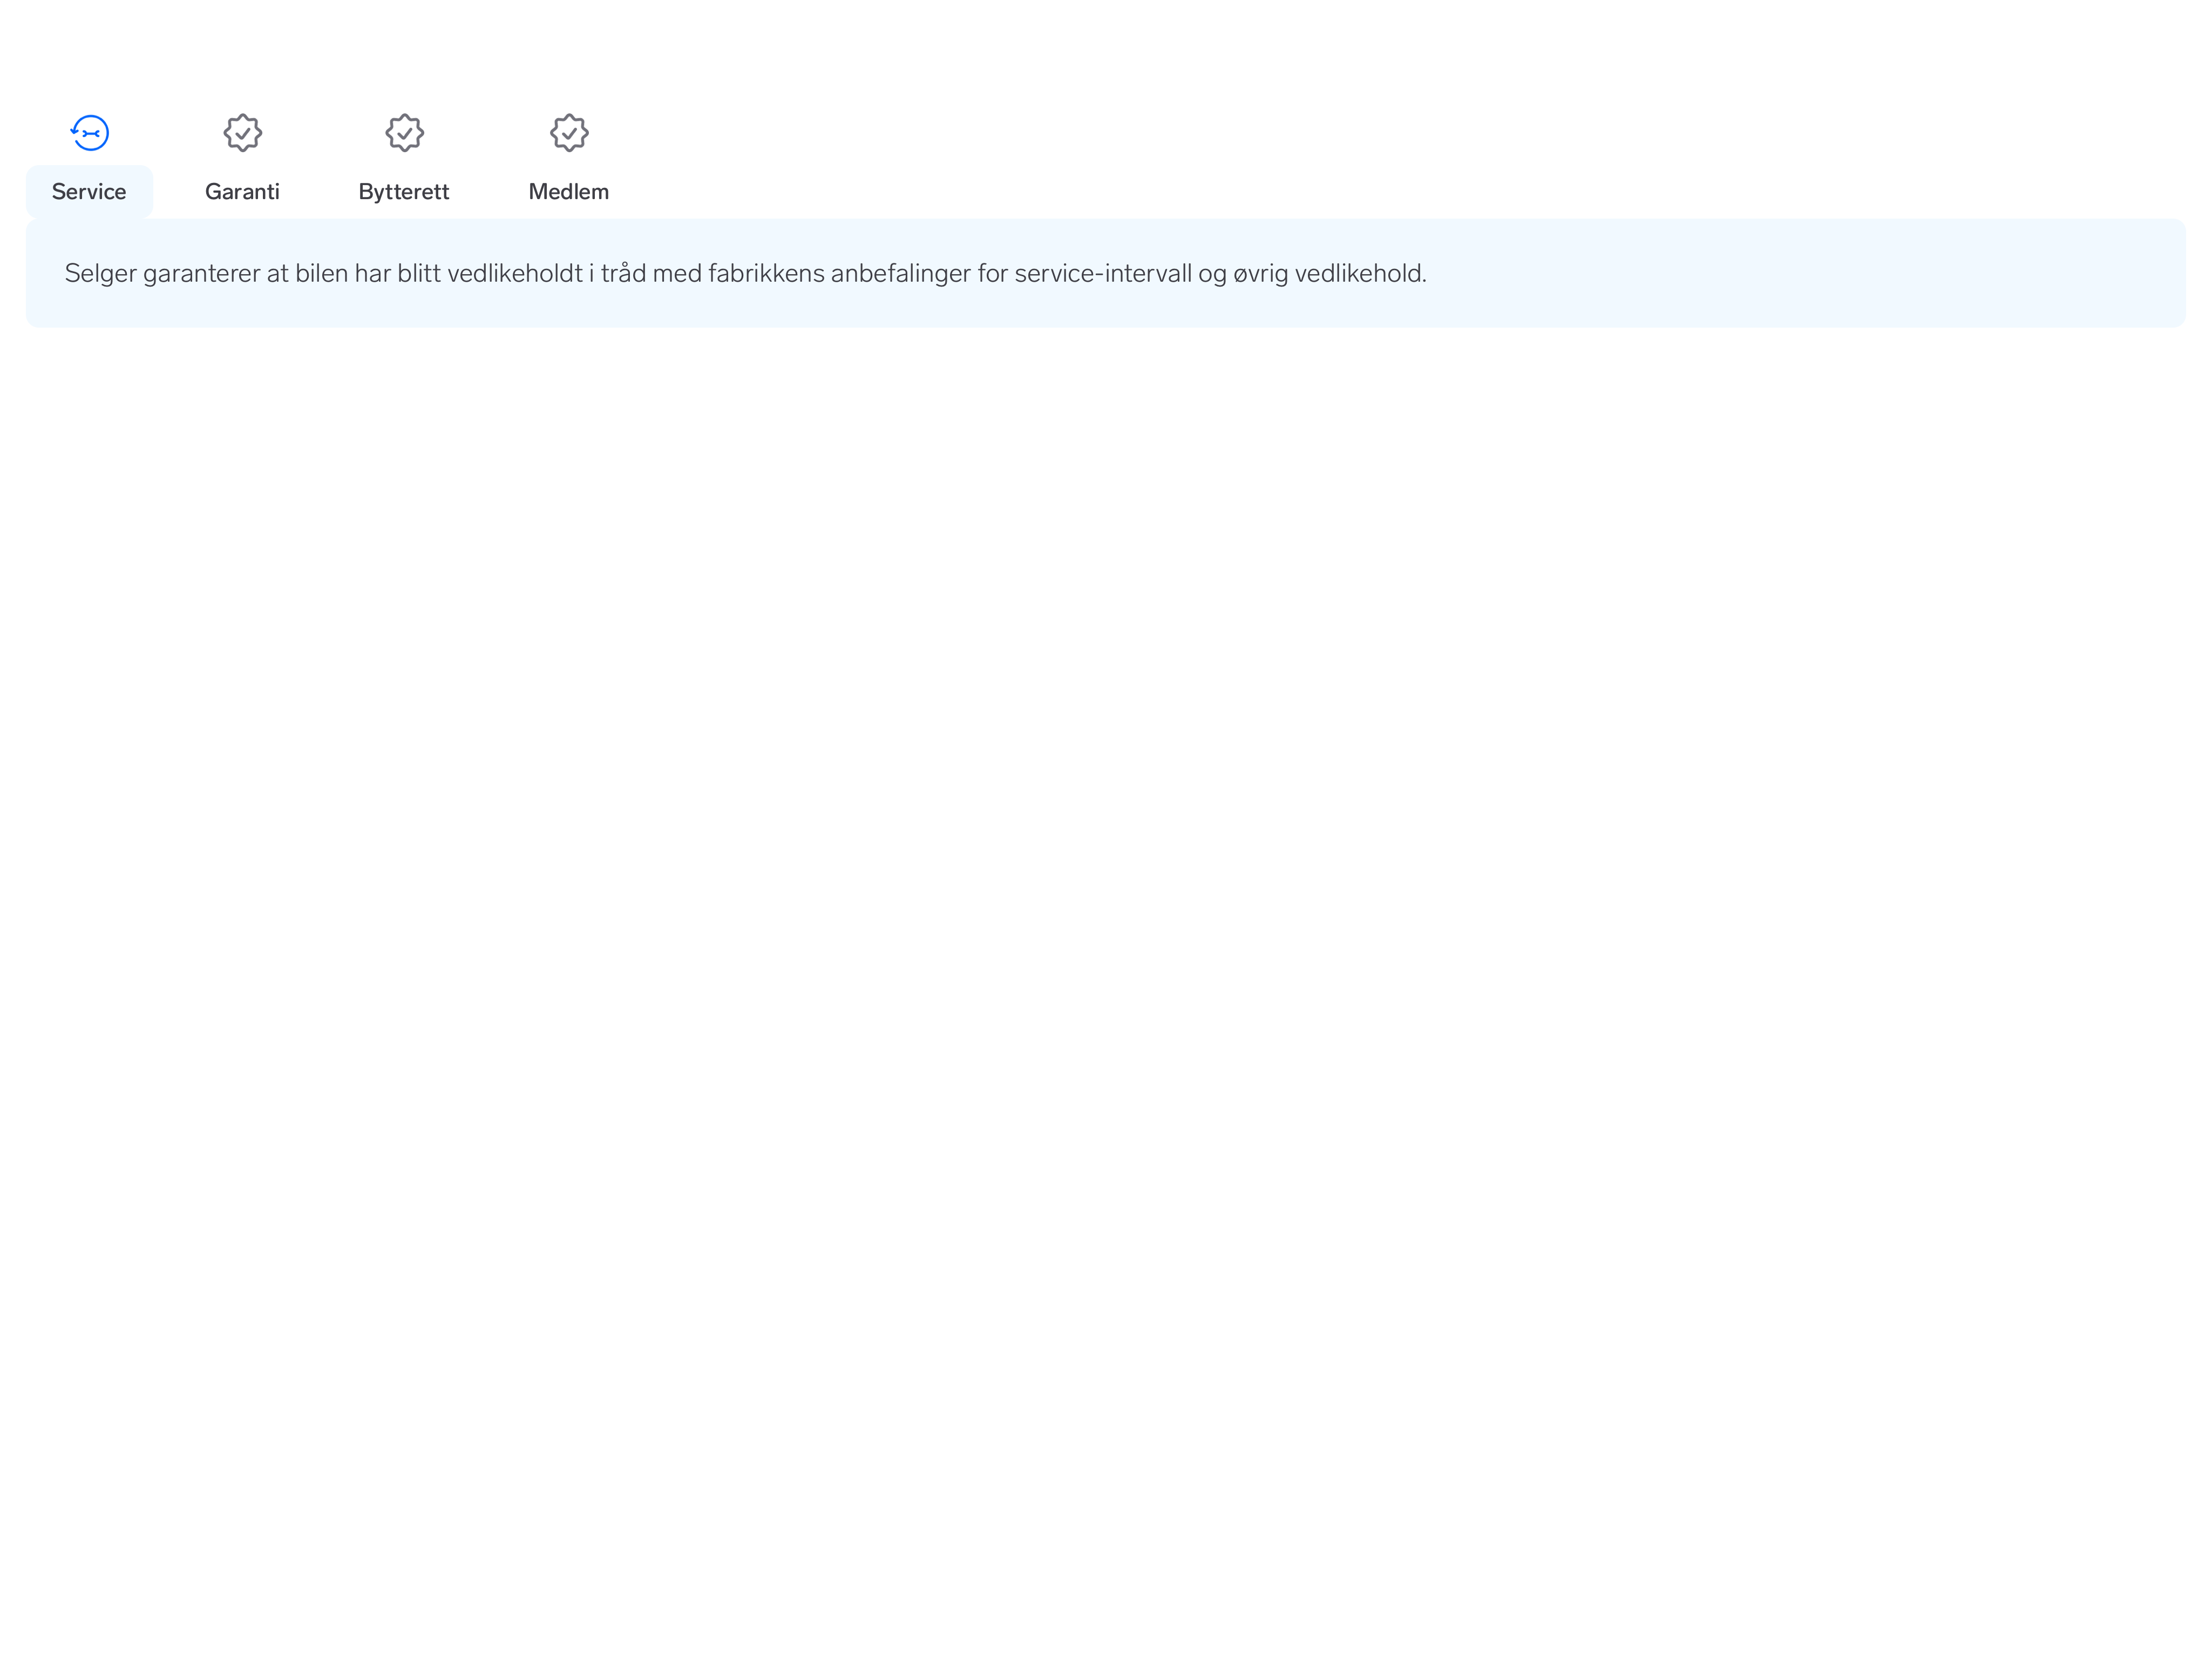 Service Garanti Bytterett Medlem
Selger garanterer at bilen har blitt vedlikeholdt i tråd med fabrikkens anbefalinger for service-intervall og øvrig vedlikehold.